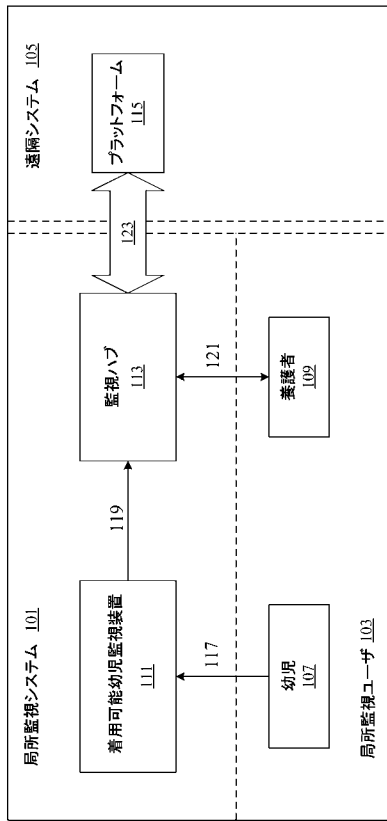 局所監視システム 101
遠隔システム 105
着用可能幼児監視装置
111
119
監視ハブ
113
123
プラットフォーム
115
117
121
幼児
107
養護者
109
局所監視ユーザ 103